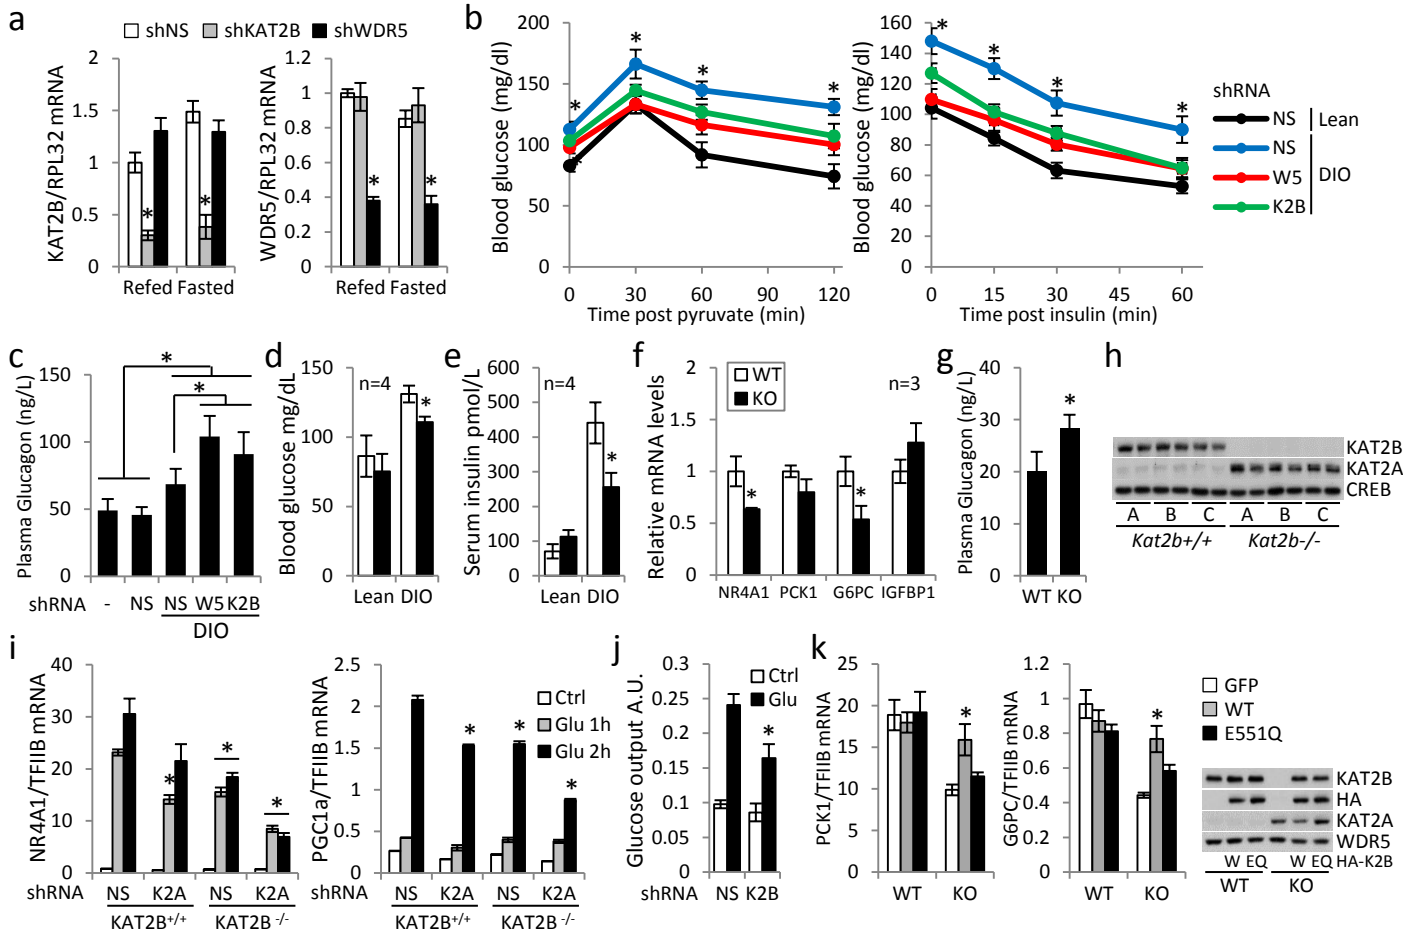 a
shNS shKAT2B shWDR5
KAT2B/RPL32 mRNA
2
1.5
1
0.5
0
* *
Refed Fasted
WDR5/RPL32 mRNA
1.2
1
0.8
0.6
0.4
0.2
0
* *
Refed Fasted
b
Blood glucose (mg/dl)
200
150
100
50
0
* * * *
*
0 30 60 90 120
Time post pyruvate (min)
Blood glucose (mg/dl)
160
140
120
100
80
60
40
20
0
* * * *
0 15 30 45 60
Time post insulin (min)
shRNA
NS Lean
NS
W5 DIO
K2B
c
Plasma Glucagon (ng/L)
150
100
50
0
*
*
shRNA - NS NS W5 K2B
DIO
d
Blood glucose mg/dL
150
100
50
0
n=4
*
Lean DIO
e
Serum insulin pmol/L
600
500
400
300
200
100
0
n=4
*
Lean DIO
f
Relative mRNA levels
2
1.5
1
0.5
0
WT
KO
n=3
* *
NR4A1 PCK1 G6PC IGFBP1
g
Plasma Glucagon (ng/L)
40
30
20
10
0
*
WT KO
h
KAT2B
KAT2A
CREB
A B C A B C
Kat2b+/+ Kat2b-/-
i
NR4A1/TFIIB mRNA
40
30
20
10
0
* * *
shRNA NS K2A NS K2A
KAT2B+/+ KAT2B -/-
PGC1a/TFIIB mRNA
2.5
2
1.5
1
0.5
0
* * *
Ctrl
Glu 1h
Glu 2h
shRNA NS K2A NS K2A
KAT2B+/+ KAT2B -/-
j
Glucose output A.U.
0.3
0.2
0.1
0
Ctrl
Glu
*
shRNA NS K2B
k
PCK1/TFIIB mRNA
25
20
15
10
5
0
*
WT KO
G6PC/TFIIB mRNA
1.2
1
0.8
0.6
0.4
0.2
0
*
WT KO
GFP
WT
E551Q
KAT2B
HA
KAT2A
WDR5
W EQ W EQ HA-K2B
WT KO